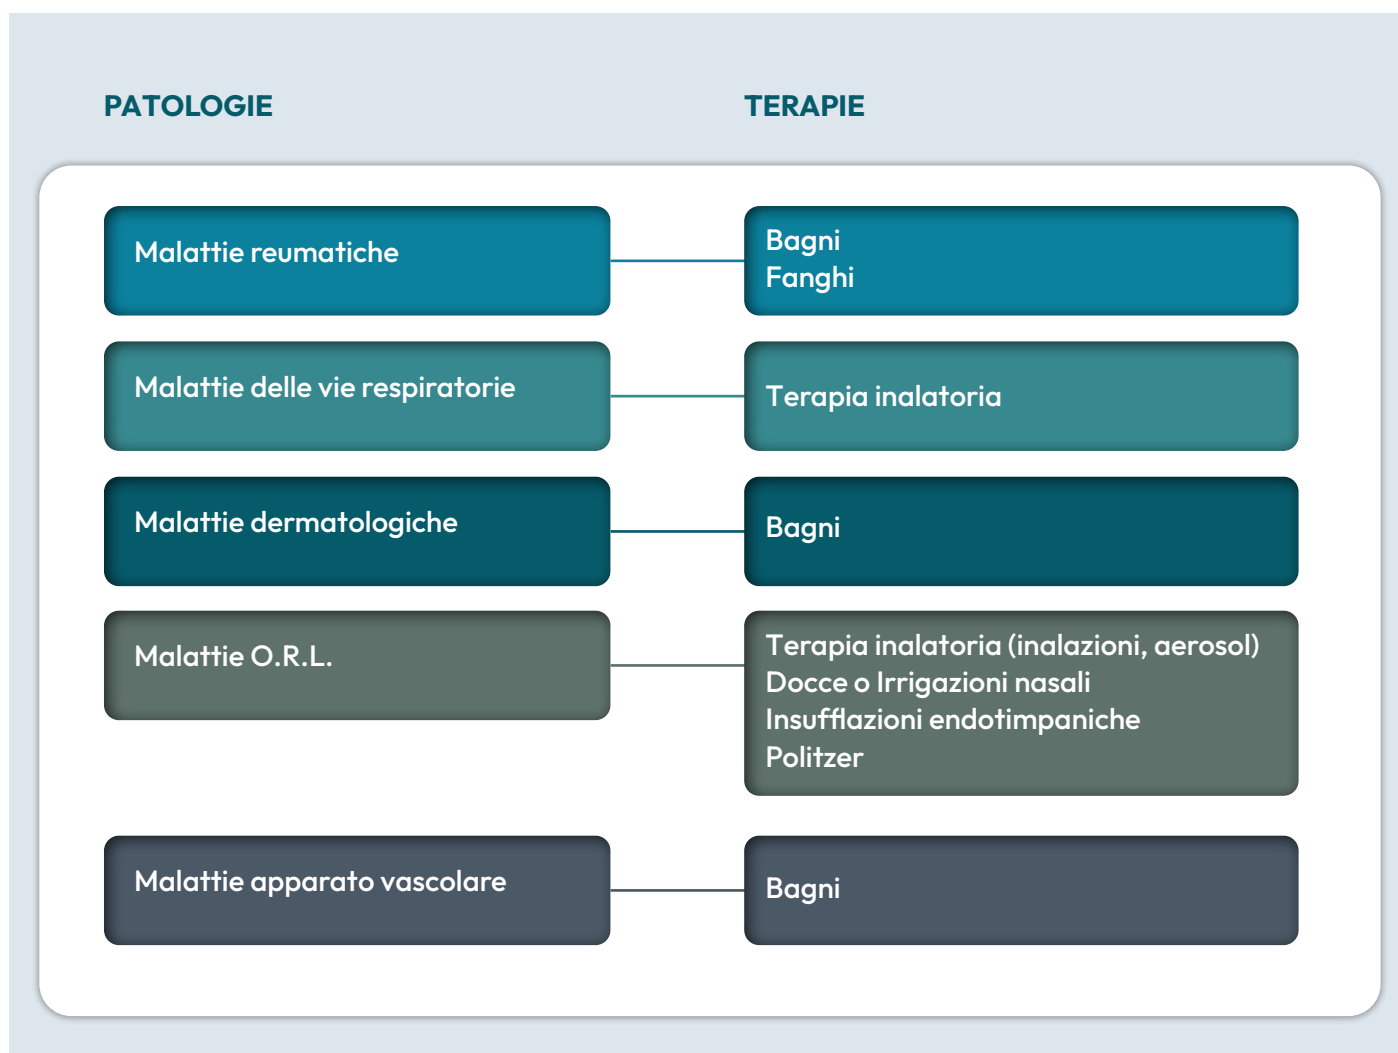 PATOLOGIE
TERAPIE
Malattie reumatiche
Bagni
Fanghi
Malattie delle vie respiratorie
Terapia inalatoria
Malattie dermatologiche
Bagni
Malattie O.R.L.
Terapia inalatoria (inalazioni, aerosol)
Docce o Irrigazioni nasali
Insufflazioni endotimpaniche
Politzer
Malattie apparato vascolare
Bagni